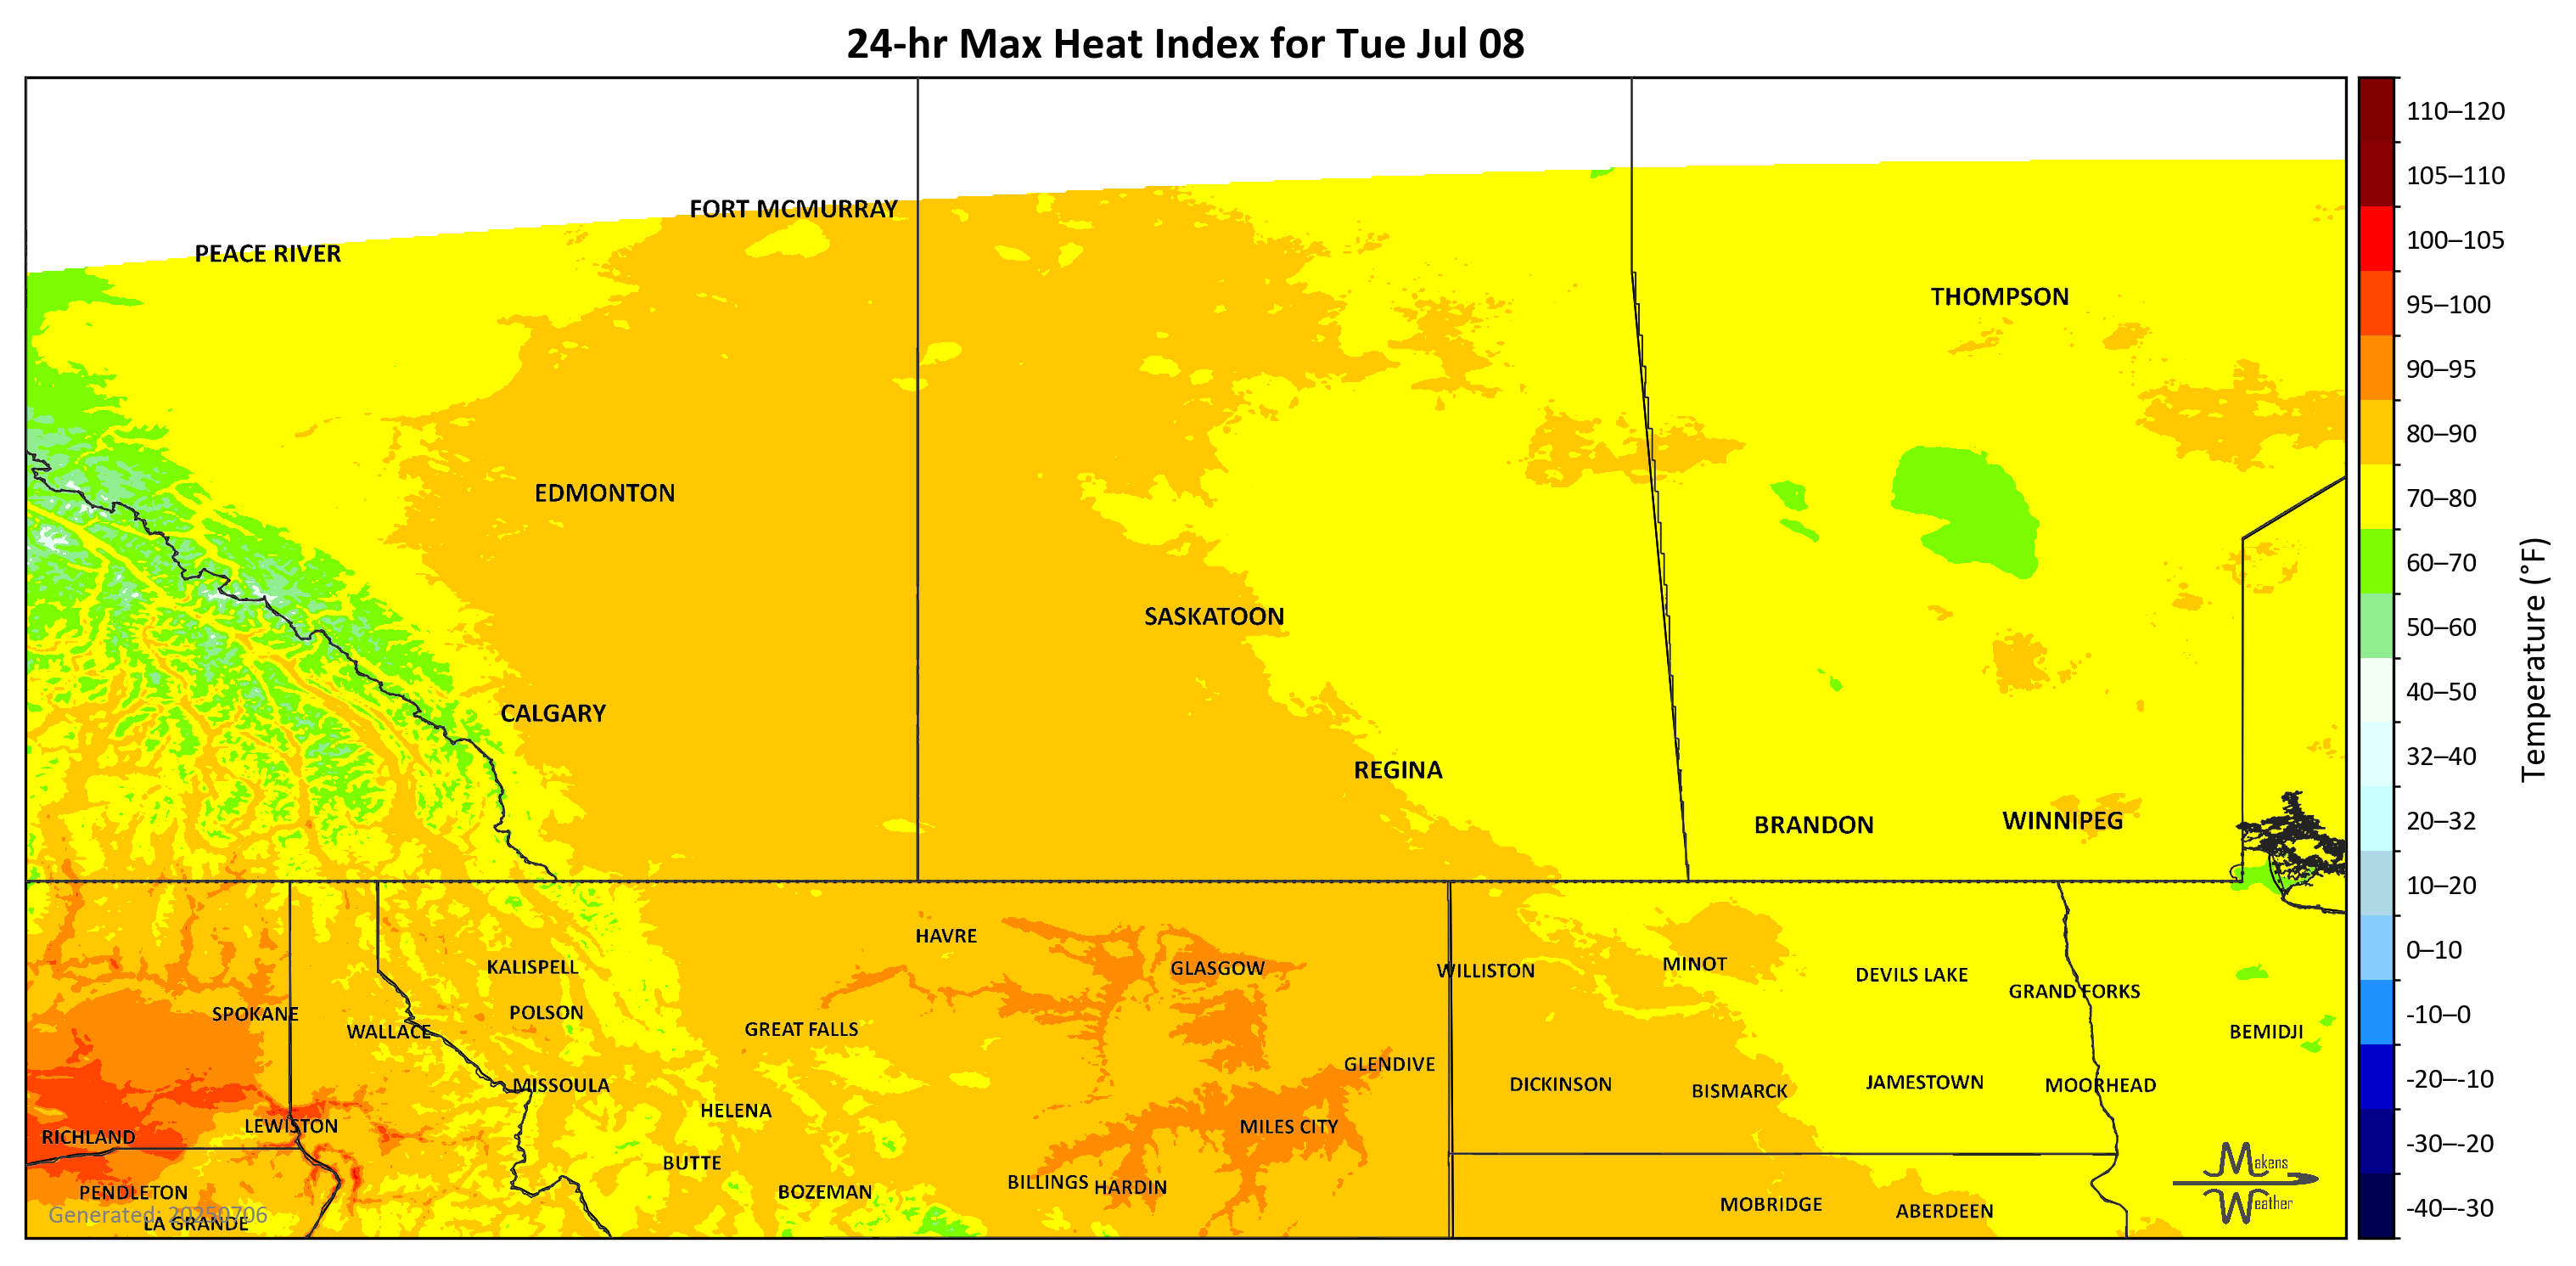 24-hr Max Heat Index for Tue Jul 08
110–120
105–110
100–105
95–100
90–95
80–90
70–80
60–70
50–60
40–50
32–40
20–32
10–20
0–10
-10–0
-20–-10
-30–-20
-40–-30
Temperature (°F)
FORT MCMURRAY
PEACE RIVER
THOMPSON
EDMONTON
SASKATOON
CALGARY
REGINA
BRANDON
WINNIPEG
HAVRE
KALISPELL
GLASGOW
WILLISTON
MINOT
DEVILS LAKE
GRAND FORKS
SPOKANE
POLSON
WALLACE
GREAT FALLS
BEMIDJI
GLENDIVE
MISSOULA
DICKINSON
BISMARCK
JAMESTOWN
MOORHEAD
HELENA
LEWISTON
MILES CITY
RICHLAND
BUTTE
BILLINGS
HARDIN
PENDLETON
BOZEMAN
MOBRIDGE
ABERDEEN
LA GRANDE
Generated: 20250706
Makens
Weather